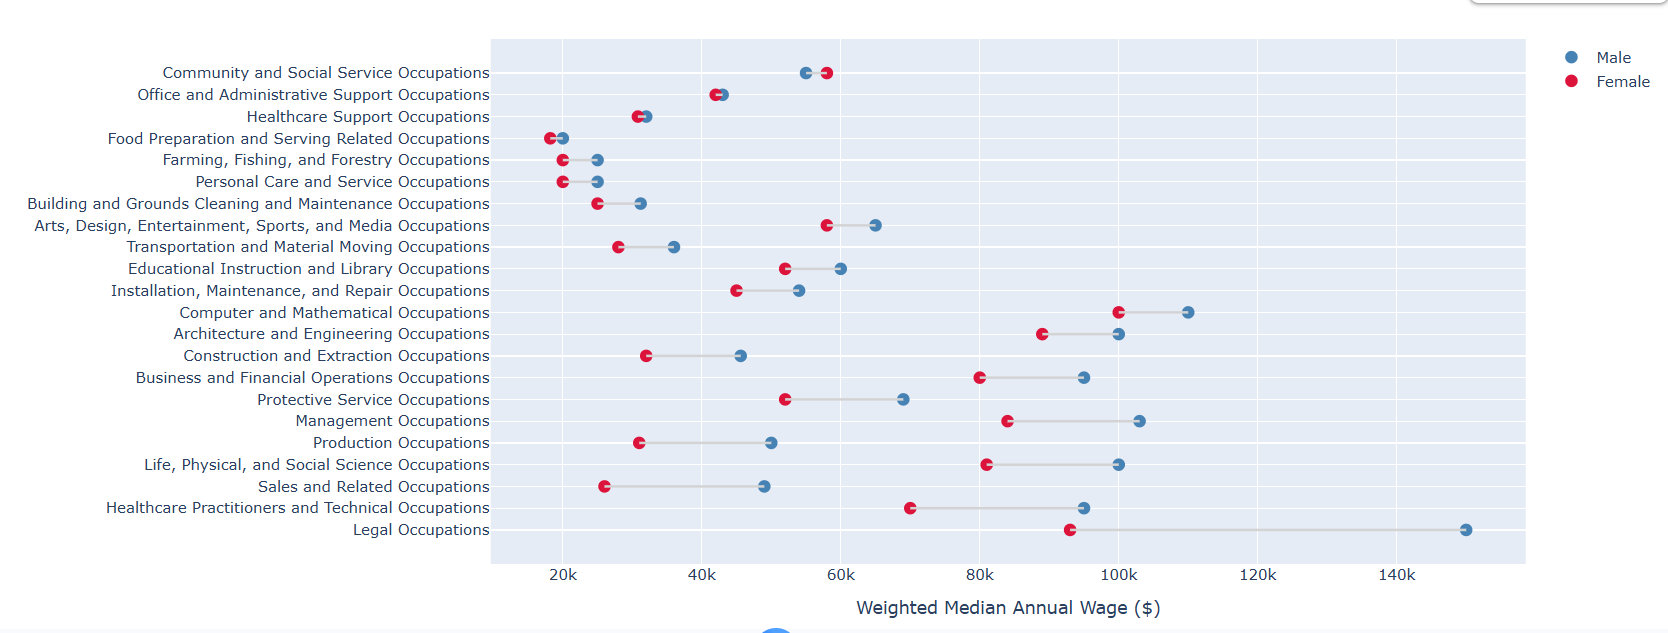 Male
Female
Community and Social Service Occupations
Office and Administrative Support Occupations
Healthcare Support Occupations
Food Preparation and Serving Related Occupations
Farming, Fishing, and Forestry Occupations
Personal Care and Service Occupations
Building and Grounds Cleaning and Maintenance Occupations
Arts, Design, Entertainment, Sports, and Media Occupations
Transportation and Material Moving Occupations
Educational Instruction and Library Occupations
Installation, Maintenance, and Repair Occupations
Computer and Mathematical Occupations
Architecture and Engineering Occupations
Construction and Extraction Occupations
Business and Financial Operations Occupations
Protective Service Occupations
Management Occupations
Production Occupations
Life, Physical, and Social Science Occupations
Sales and Related Occupations
Healthcare Practitioners and Technical Occupations
Legal Occupations
20k 40k 60k 80k 100k 120k 140k
Weighted Median Annual Wage ($)